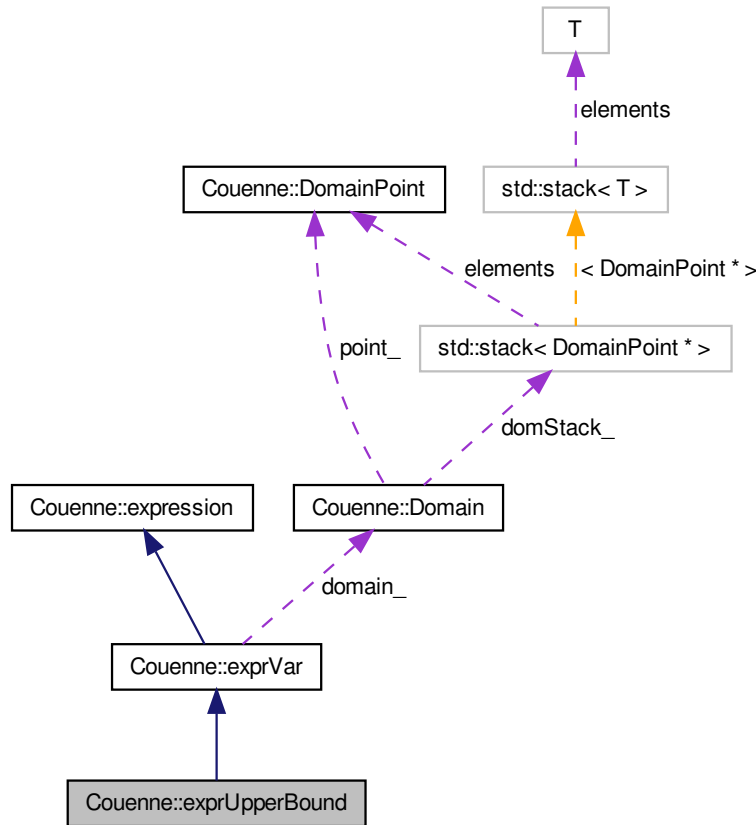 T
elements
Couenne::DomainPoint
std::stack< T >
elements
< DomainPoint * >
point_
std::stack< DomainPoint * >
domStack_
Couenne::expression
Couenne::Domain
domain_
Couenne::exprVar
Couenne::exprUpperBound